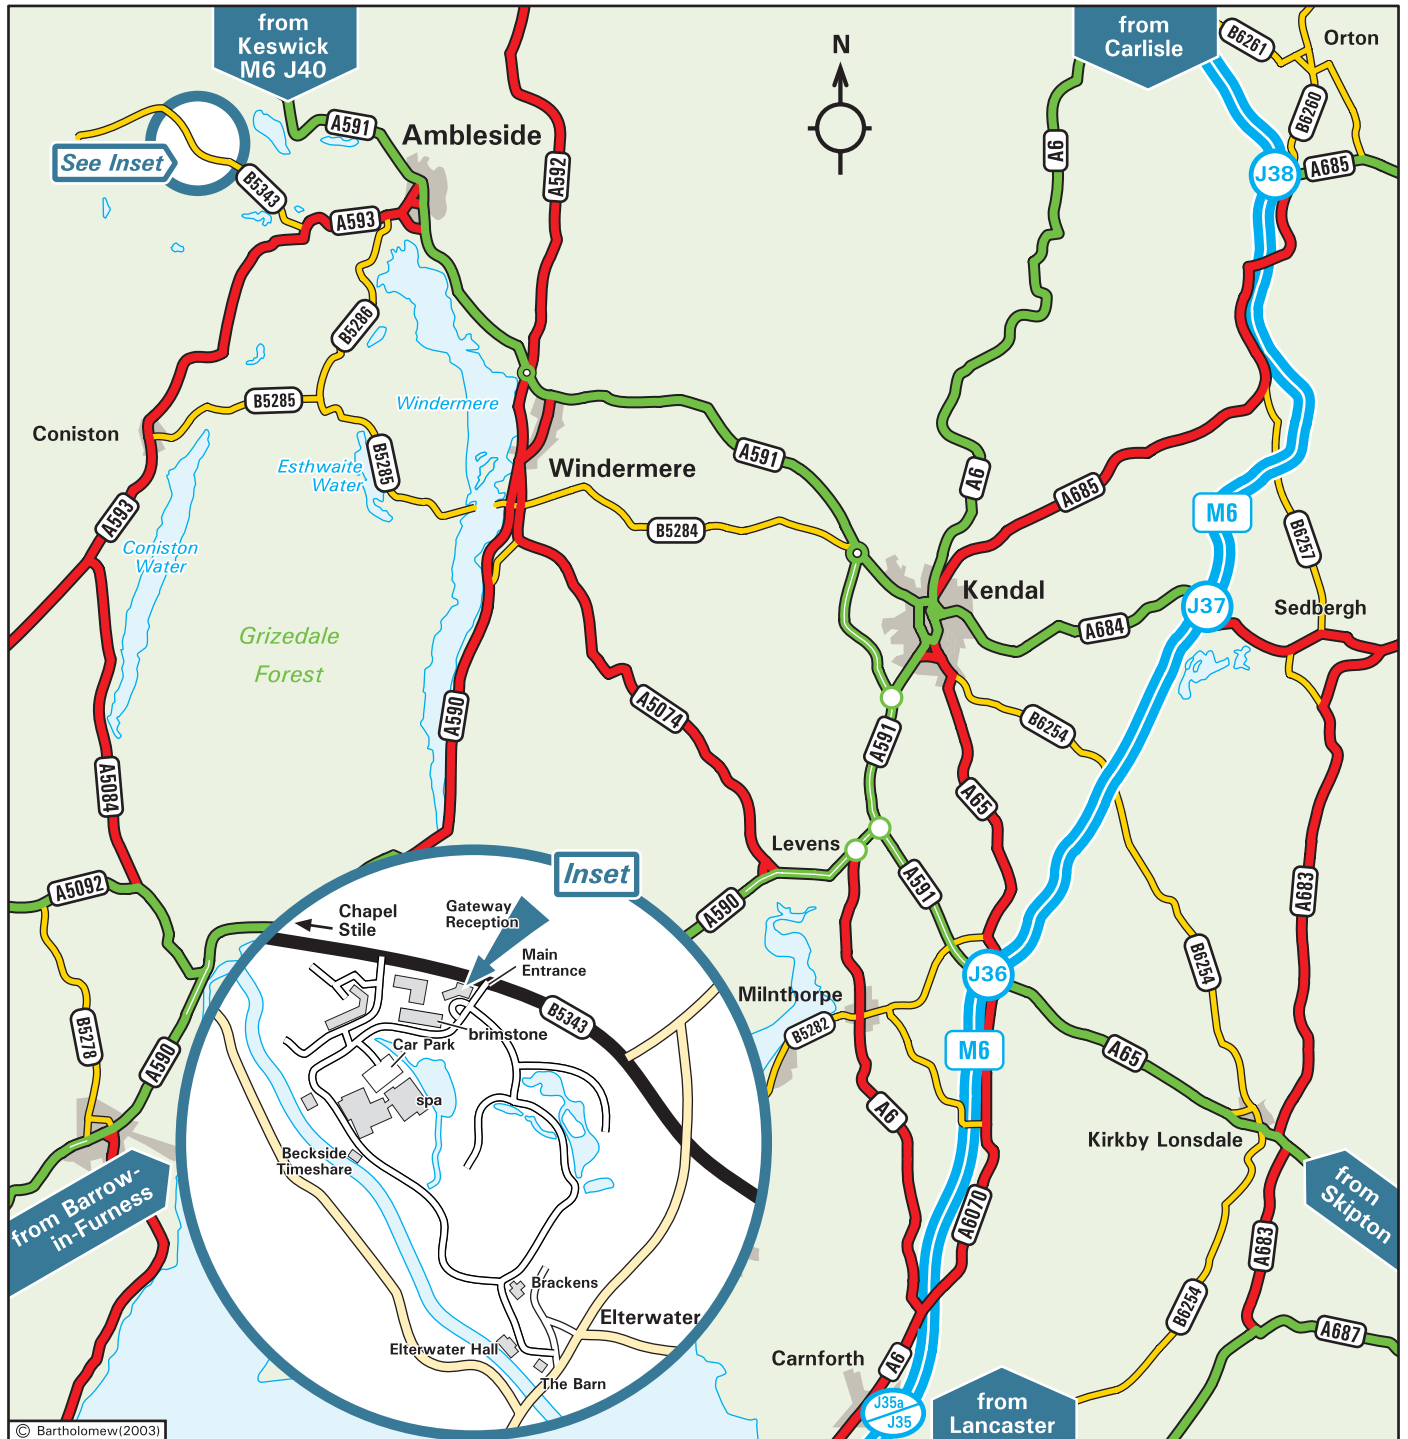 from
Keswick
M6 J40
from
Carlisle
N
B6261
Orton
B6260
A591
Ambleside
A592
A6
J38
A685
See Inset
B5343
A593
B5286
B5285
Windermere
Coniston
Esthwaite
Water
B5285
Windermere
A591
A6
A685
M6
A593
B5284
B6257
Coniston
Water
Kendal
J37
Sedbergh
A684
Grizedale
Forest
A590
A5074
A591
B6254
A5084
A65
Levens
A591
A683
A5092
A590
B6254
J36
Milnthorpe
B5282
M6
A65
B5278
A590
A6
Kirkby Lonsdale
from Barrow-
in-Furness
from
Skipton
A6070
A683
B6254
A687
Carnforth
A6
J35a
J35
from
Lancaster
Inset
Chapel
Stile
Gateway
Reception
Main
Entrance
B5343
brimstone
Car Park
spa
Beckside
Timeshare
Brackens
Elterwater
Elterwater Hall
The Barn
© Bartholomew(2003)